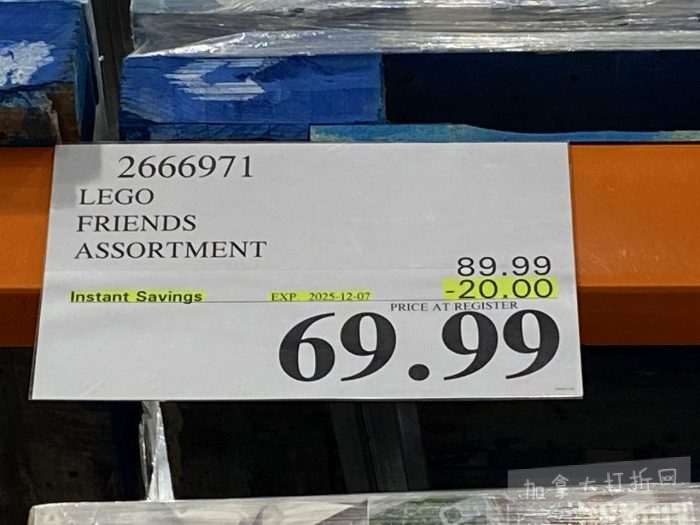 2666971
LEGO
FRIENDS
ASSORTMENT
89.99
Instant Savings EXP 2025-12-07 -20.00
PRICE AT REGISTER
69.99
加拿大打折网